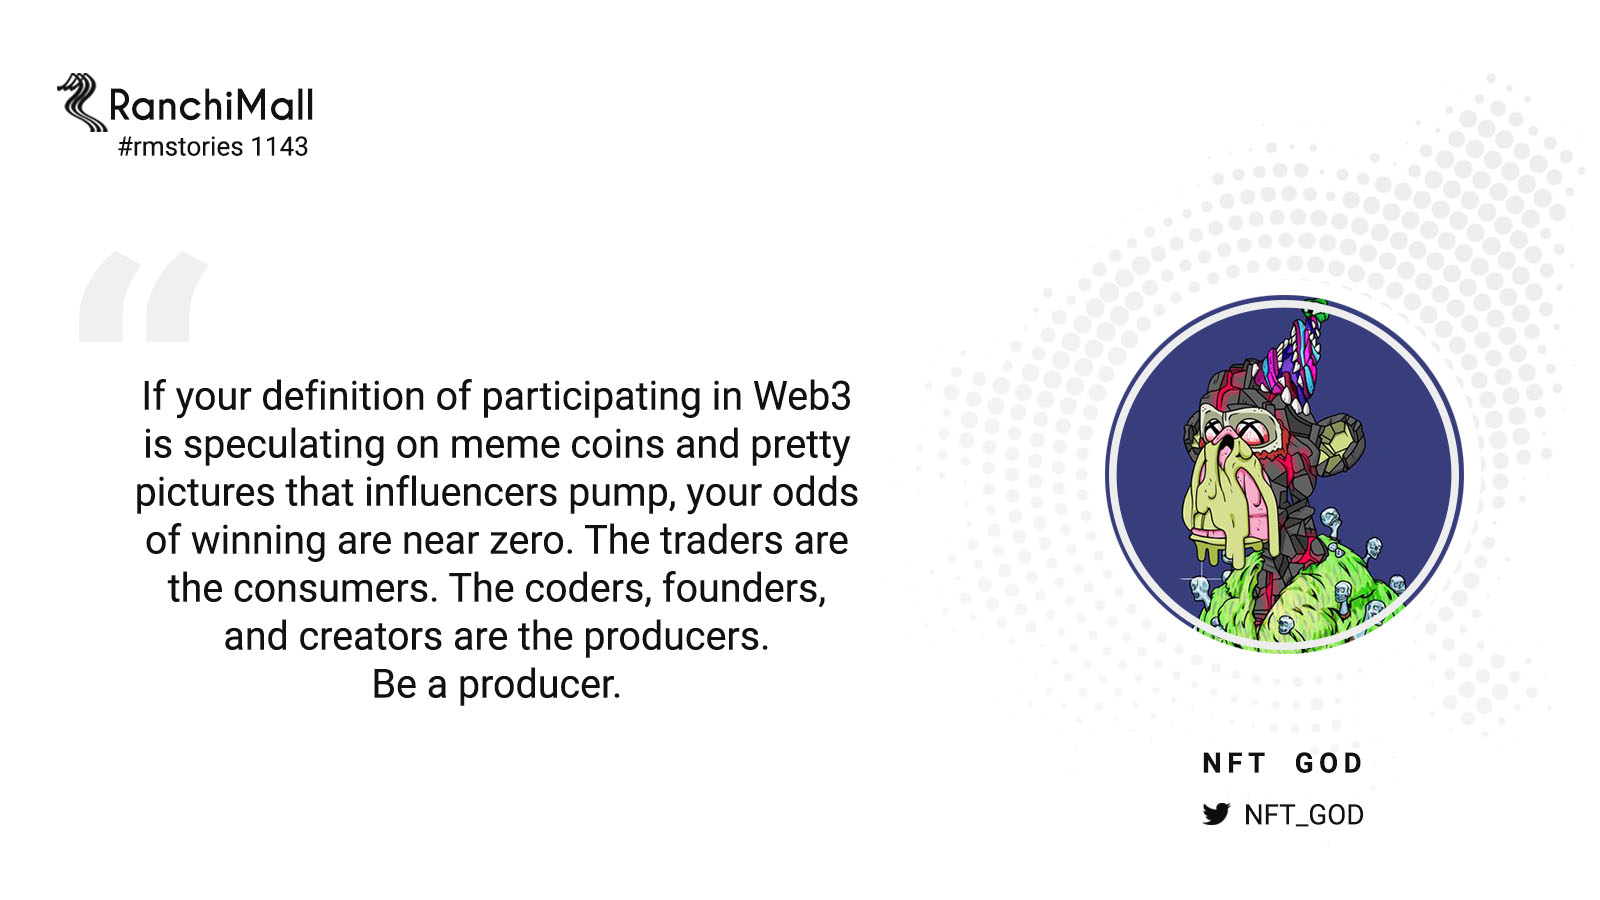 RanchiMall
#rmstories 1143
“
If your definition of participating in Web3
is speculating on meme coins and pretty
pictures that influencers pump, your odds
of winning are near zero. The traders are
the consumers. The coders, founders,
and creators are the producers.
Be a producer.
NFT GOD
NFT_GOD